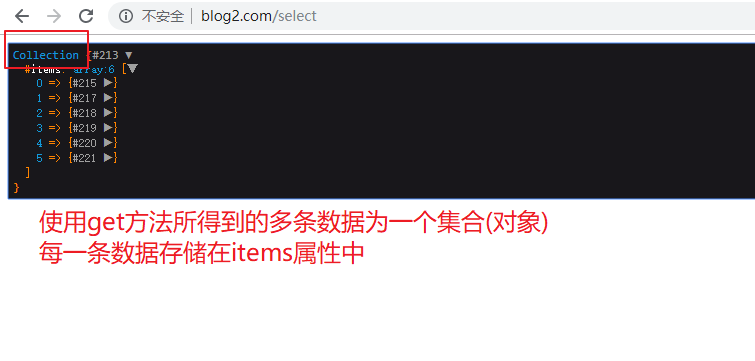 不安全 | blog2.com/select
Collection {#213 ▼
#items: array:6 [▼
0 => {#215 ▶}
1 => {#217 ▶}
2 => {#218 ▶}
3 => {#219 ▶}
4 => {#220 ▶}
5 => {#221 ▶}
]
}
使用get方法所得到的多条数据为一个集合(对象)
每一条数据存储在items属性中